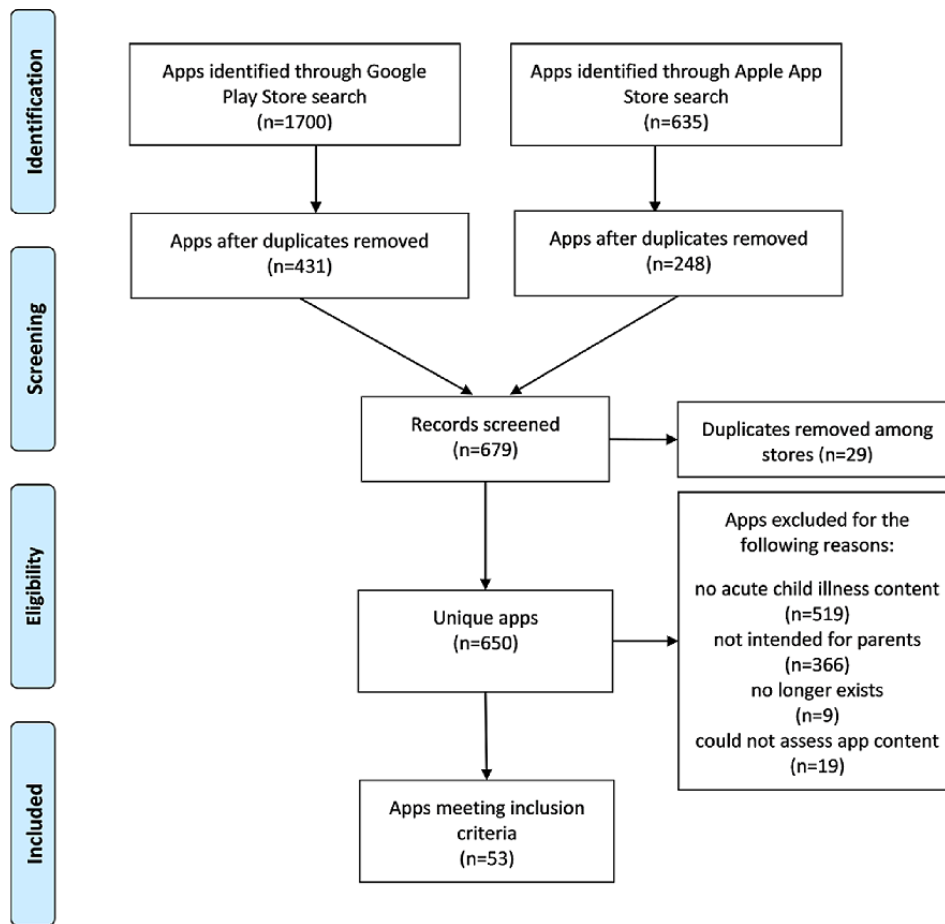 Identification
Apps identified through Google
Play Store search
(n=1700)
Apps identified through Apple App
Store search
(n=635)
Apps after duplicates removed
(n=431)
Apps after duplicates removed
(n=248)
Screening
Records screened
(n=679)
Duplicates removed among
stores (n=29)
Eligibility
Unique apps
(n=650)
Apps excluded for the
following reasons:
no acute child illness content
(n=519)
not intended for parents
(n=366)
no longer exists
(n=9)
could not assess app content
(n=19)
Included
Apps meeting inclusion
criteria
(n=53)